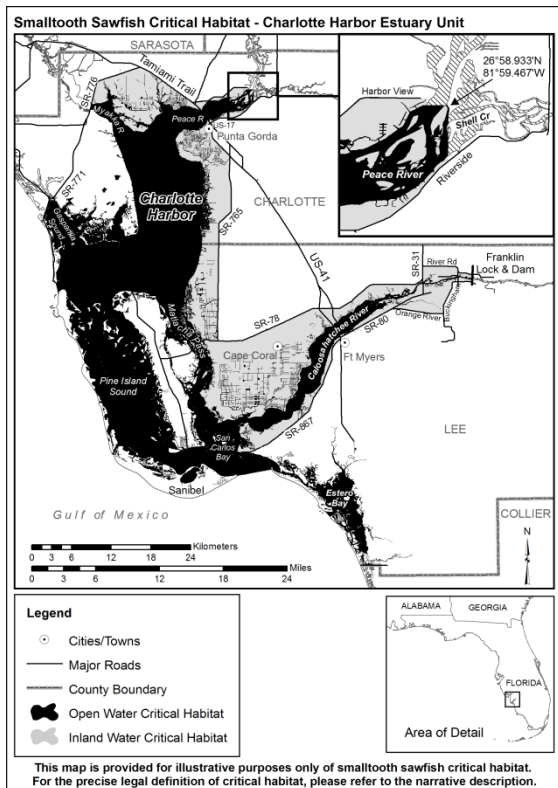 Smalltooth Sawfish Critical Habitat - Charlotte Harbor Estuary Unit
SARASOTA
Tamiami Trail
SR-776
Myakka R
Peace R
US-17
Punta Gorda
26°58.933'N
81°59.467'W
Harbor View
Shell Cr
Peace River
Riverside
SR-771
Gasparilla
Sound
Charlotte
Harbor
CHARLOTTE
SR-765
US-41
SR-31
River Rd
Franklin
Lock & Dam
Buckingham
Orange River
SR-80
SR-78
Matlacha Pass
Cape Coral
Caloosahatchee River
Ft Myers
Pine Island
Sound
SR-867
LEE
San
Carlos
Bay
Sanibel
Estero
Bay
COLLIER
Gulf of Mexico
N
Kilometers
0 3 6 12 18 24
Miles
0 3 6 12 18 24
Legend
Cities/Towns
Major Roads
County Boundary
Open Water Critical Habitat
Inland Water Critical Habitat
ALABAMA
GEORGIA
FLORIDA
Area of Detail
This map is provided for illustrative purposes only of smalltooth sawfish critical habitat.
For the precise legal definition of critical habitat, please refer to the narrative description.